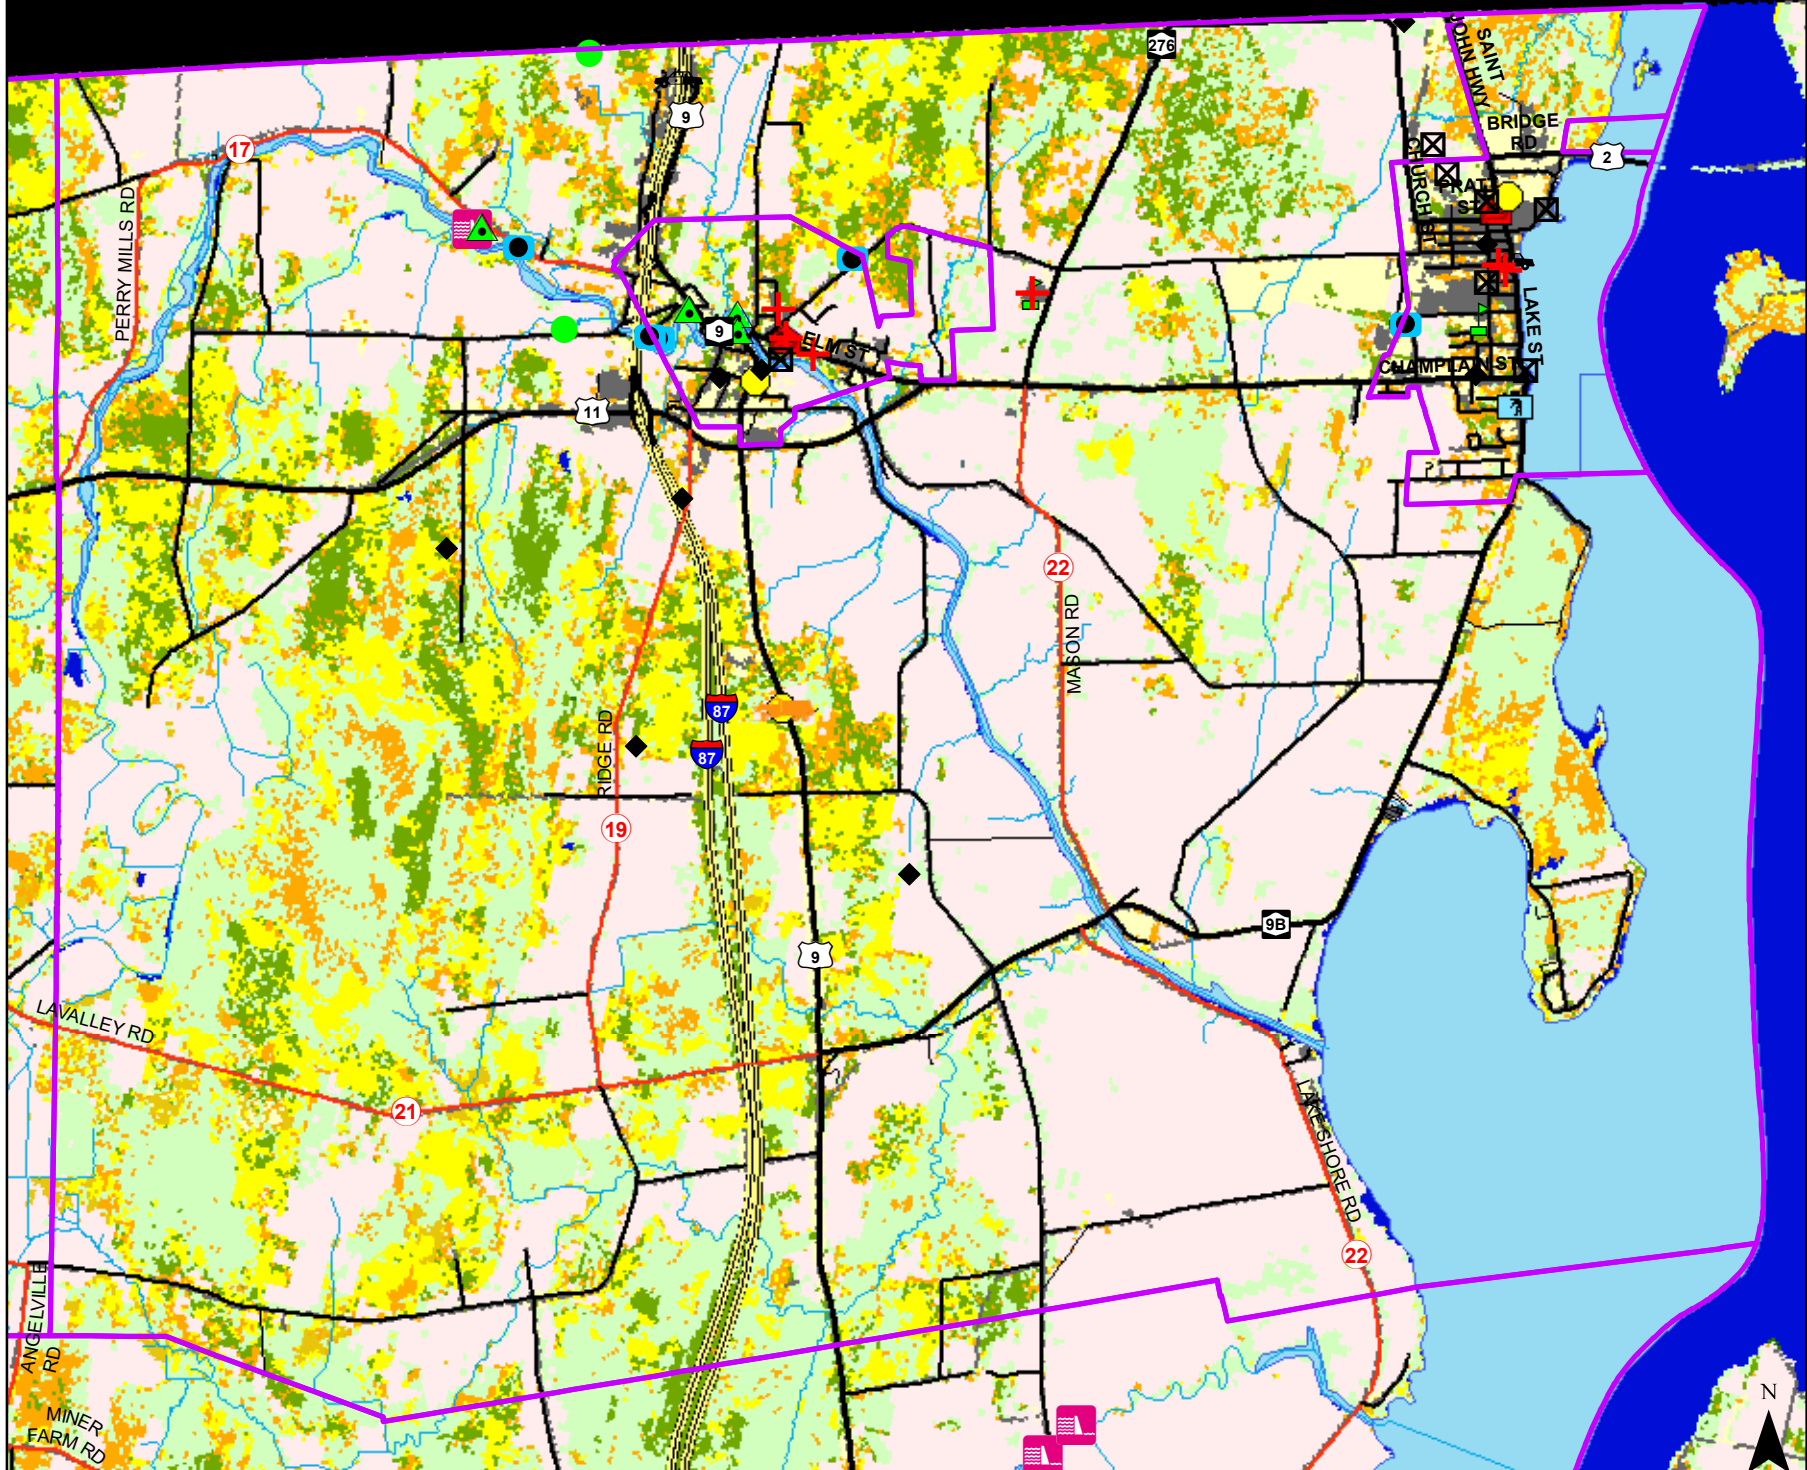 SAINT
JOHN HWY
276
9
BRIDGE
RD
2
17
CHURCH ST
PRATT
ST
PERRY MILLS RD
9
ELM ST
LAKE ST
CHAMPLAIN ST
11
22
MASON RD
87
87
RIDGE RD
19
9B
9
LAVALLEY RD
21
LAKE SHORE RD
22
ANGELVILLE
RD
MINER
FARM RD
N